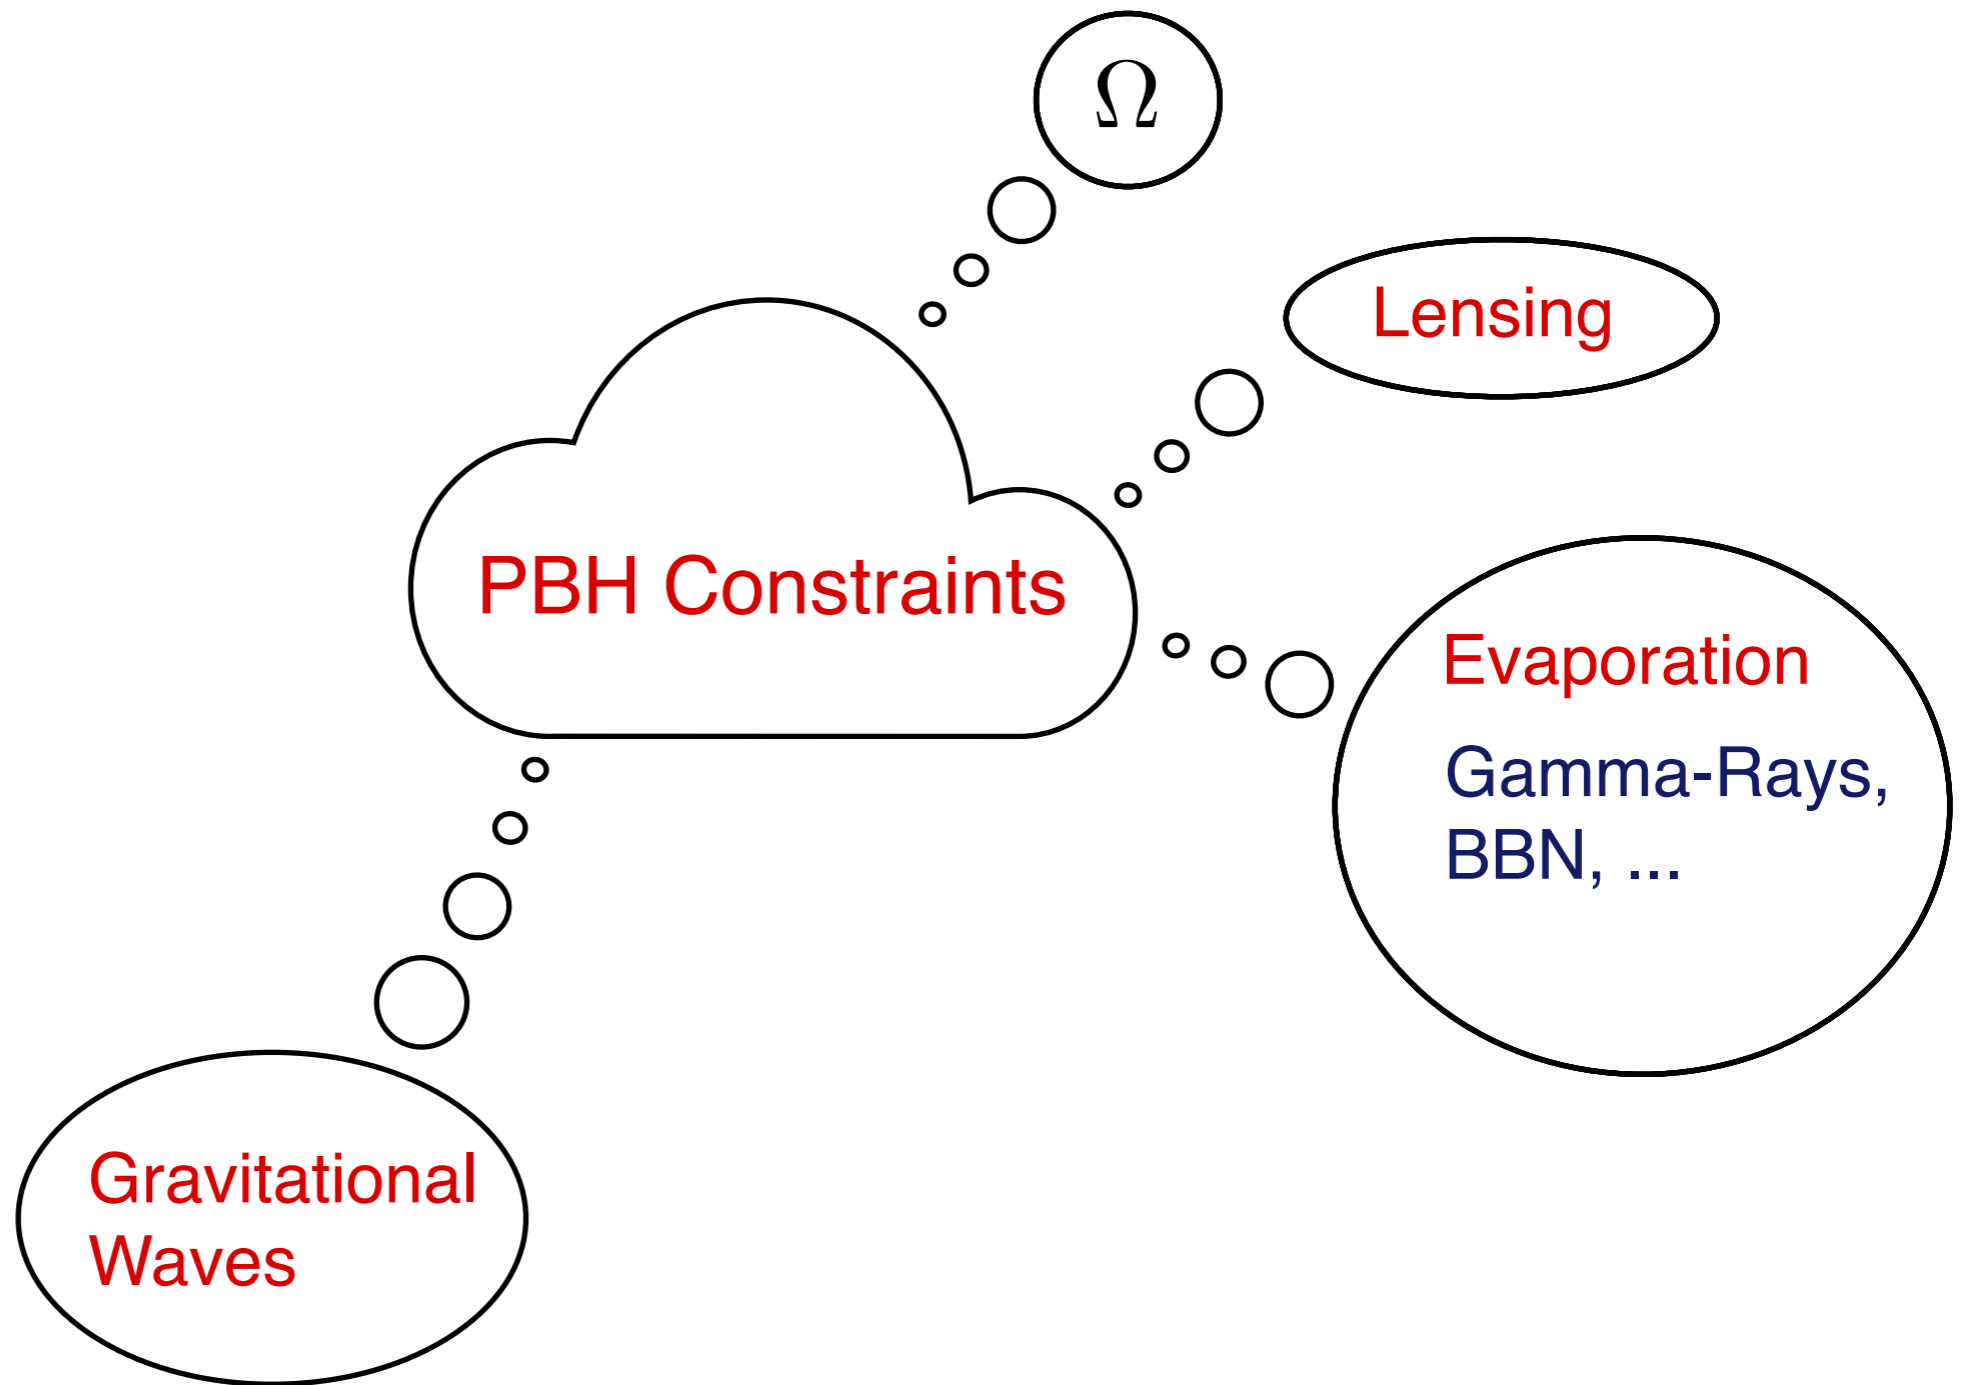 Ω
Lensing
PBH Constraints
Evaporation
Gamma-Rays,
BBN, ...
Gravitational
Waves